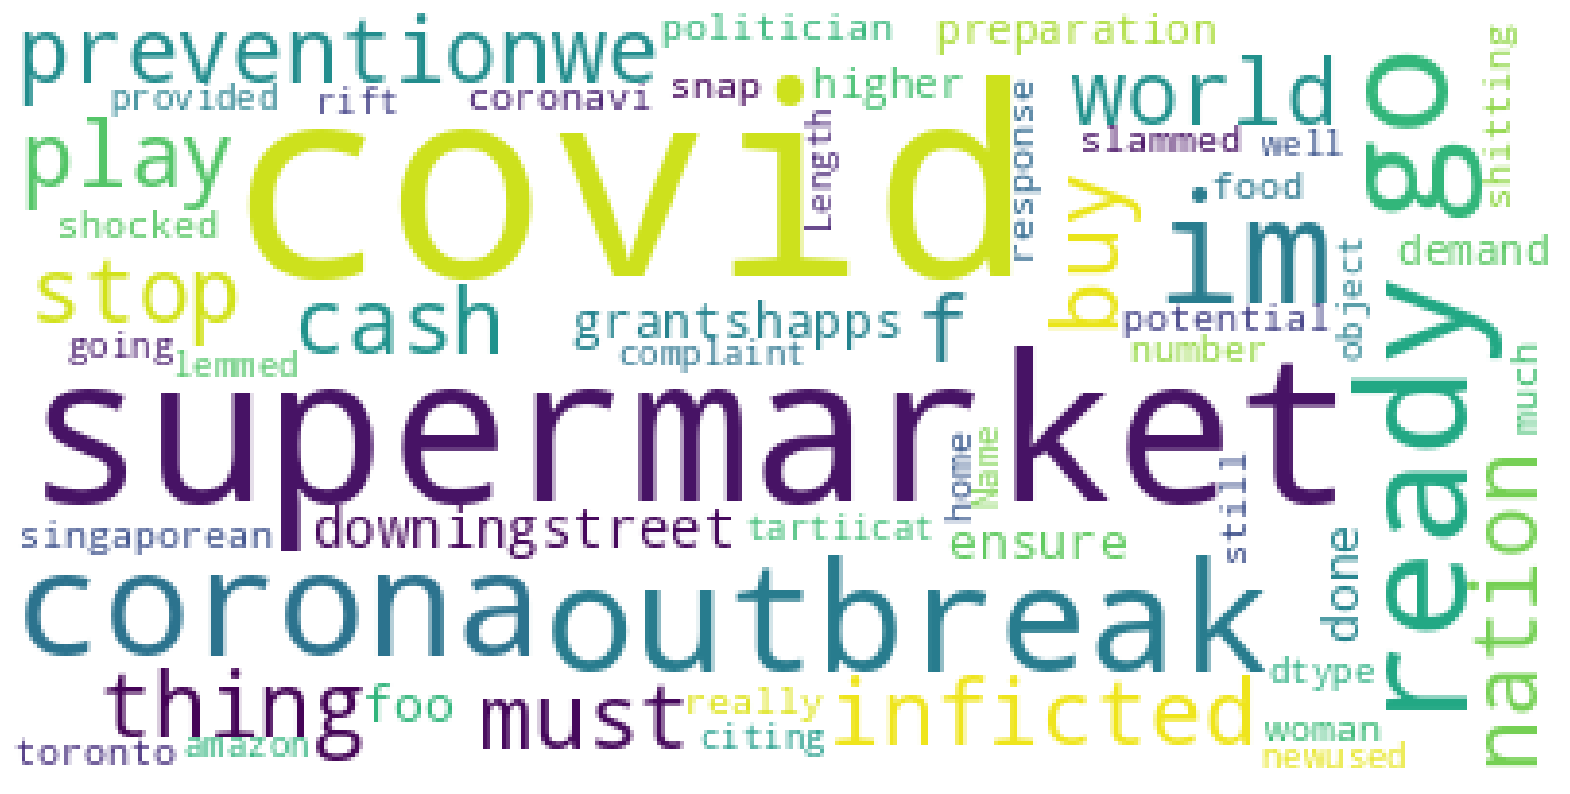 preventionwe
politician
preparation
provided
rift
coronavi
snap
higher
world
go
shitting
play
covid
Length
response
slammed
well
shocked
buy
food
im
demand
stop
cash
grantshapps
f
potential
object
going
lemmed
complaint
number
ready
much
supermarket
home
Name
still
nation
singaporean
downingstreet
tartiicat
ensure
done
corona
outbreak
thing
foo
must
really
inficted
dtype
toronto
amazon
citing
woman
newused